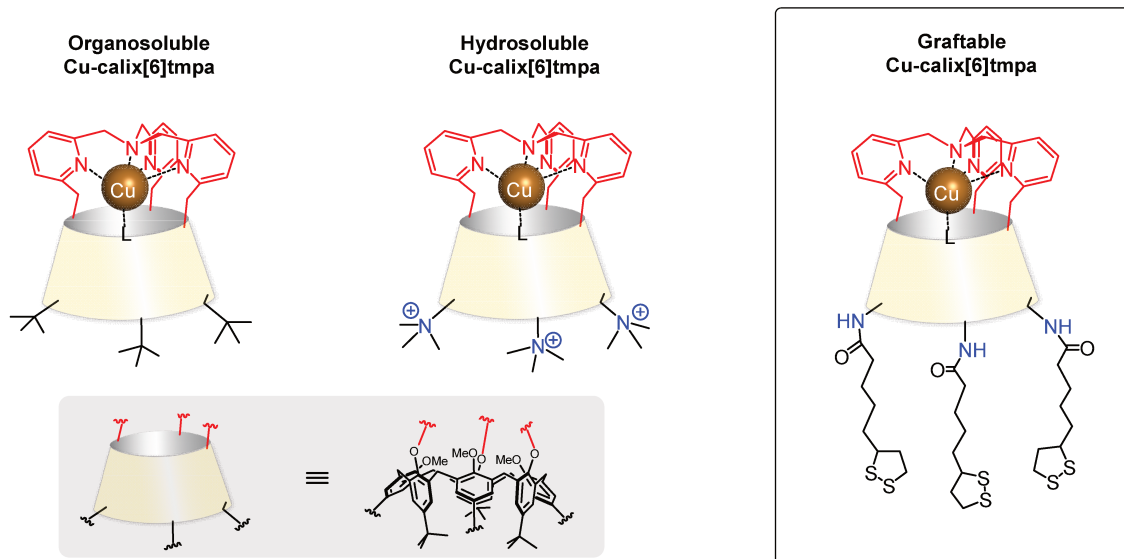 Organosoluble
Cu-calix[6]tmpa
N
N
N
N
Cu
L
Hydrosoluble
Cu-calix[6]tmpa
N
N
N
N
Cu
L
N
⊕
N
⊕
N
⊕
Graftable
Cu-calix[6]tmpa
N
N
N
N
Cu
L
HN
O
NH
O
NH
O
S
S
S
S
S
S
≡
O
OMe
MeO
O
MeO
O